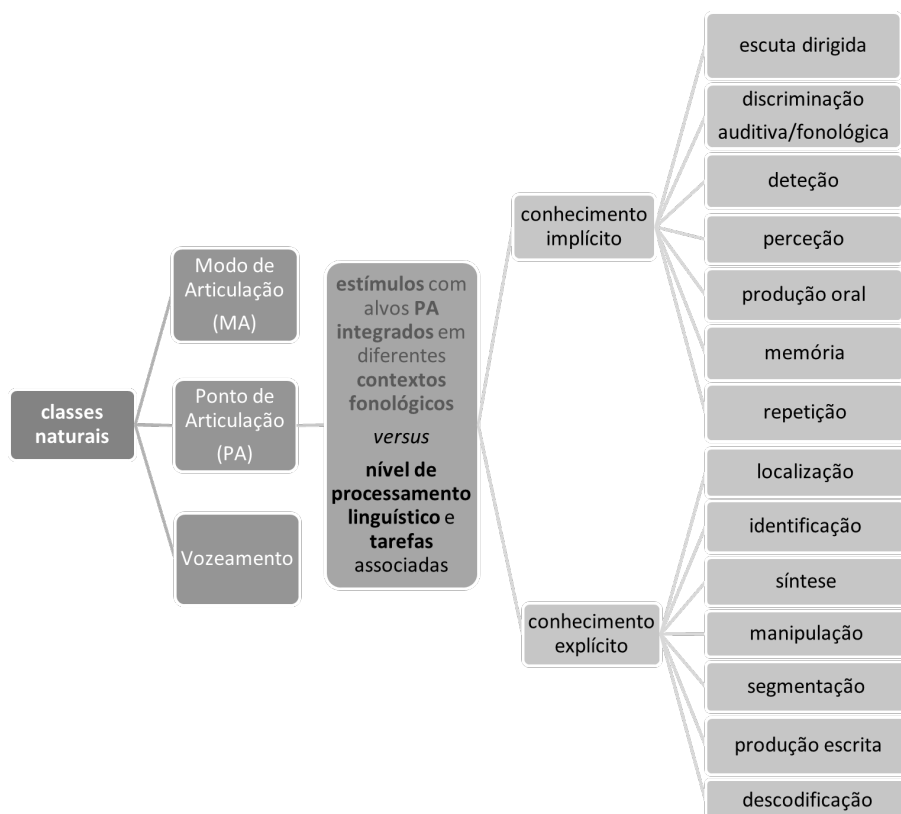 classes
naturais
Modo de
Articulação
(MA)
Ponto de
Articulação
(PA)
Vozeamento
estímulos com
alvos PA
integrados em
diferentes
contextos
fonológicos
versus
nível de
processamento
linguístico e
tarefas
associadas
conhecimento
implícito
escuta dirigida
discriminação
auditiva/fonológica
deteção
perceção
produção oral
memória
repetição
conhecimento
explícito
localização
identificação
síntese
manipulação
segmentação
produção escrita
descodificação